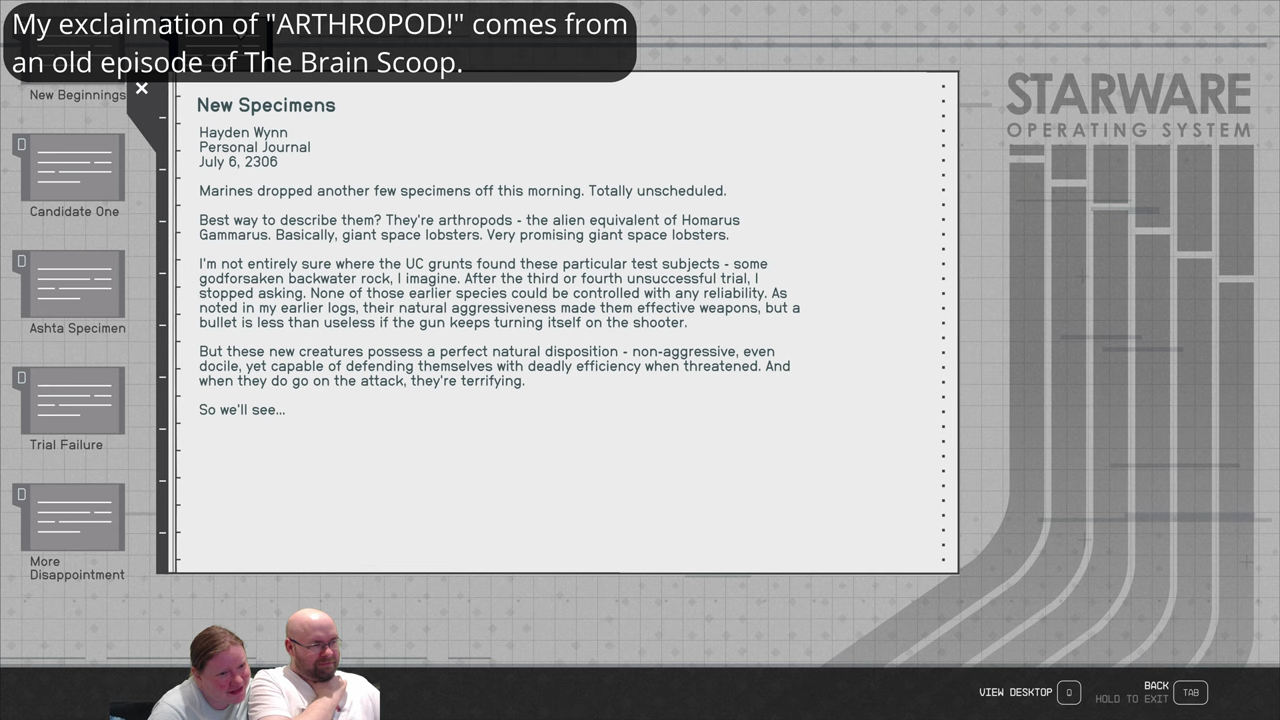 My exclaimation of "ARTHROPOD!" comes from
an old episode of The Brain Scoop.
New Beginnings
D
Candidate One
D
Ashta Specimen
D
Trial Failure
D
More
Disappointment
×
New Specimens
Hayden Wynn
Personal Journal
July 6, 2306
Marines dropped another few specimens off this morning. Totally unscheduled.
Best way to describe them? They're arthropods - the alien equivalent of Homarus
Gammarus. Basically, giant space lobsters. Very promising giant space lobsters.
I'm not entirely sure where the UC grunts found these particular test subjects - some
godforsaken backwater rock, I imagine. After the third or fourth unsuccessful trial, I
stopped asking. None of those earlier species could be controlled with any reliability. As
noted in my earlier logs, their natural aggressiveness made them effective weapons, but a
bullet is less than useless if the gun keeps turning itself on the shooter.
But these new creatures possess a perfect natural disposition - non-aggressive, even
docile, yet capable of defending themselves with deadly efficiency when threatened. And
when they do go on the attack, they're terrifying.
So we'll see...
STARWARE
OPERATING SYSTEM
VIEW DESKTOP Q
BACK
HOLD TO EXIT TAB